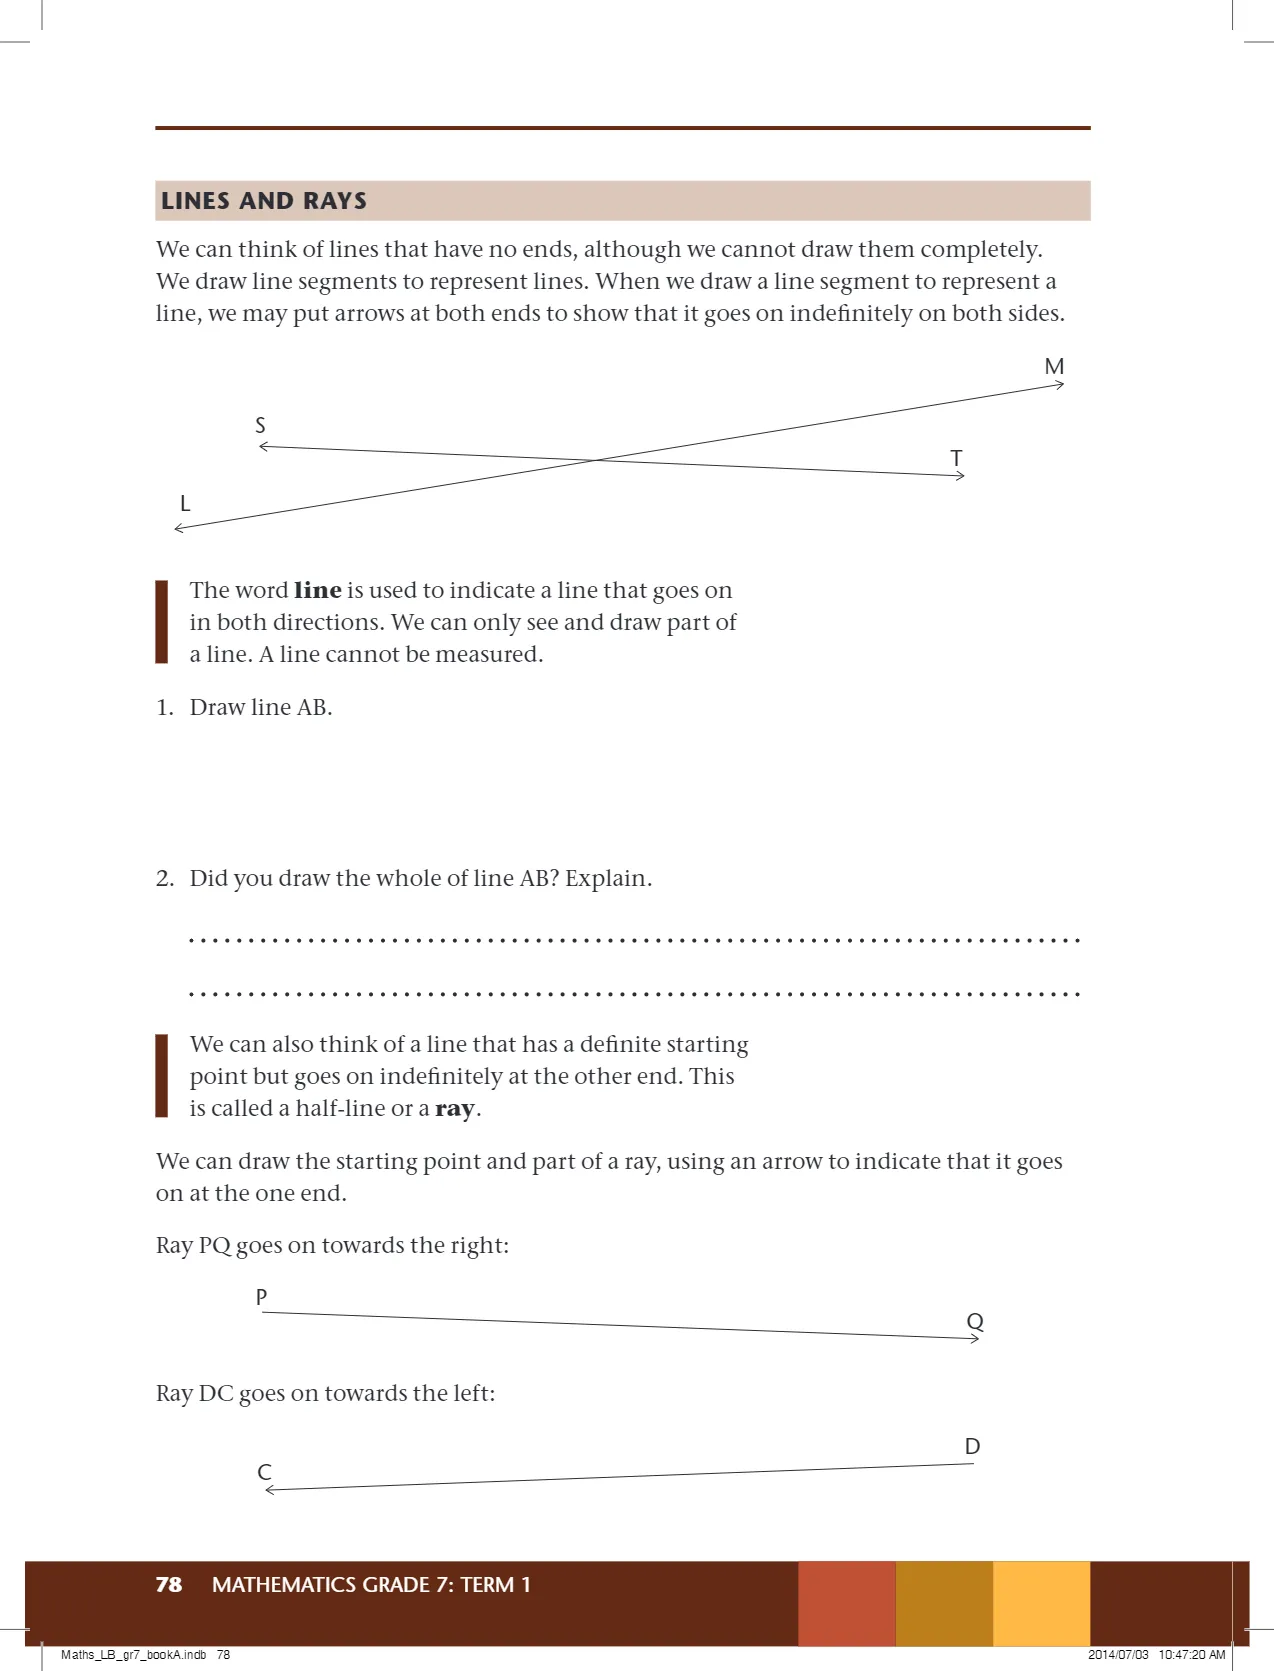 LINES AND RAYS
We can think of lines that have no ends, although we cannot draw them completely.
We draw line segments to represent lines. When we draw a line segment to represent a
line, we may put arrows at both ends to show that it goes on indefinitely on both sides.
M
S
T
L
The word line is used to indicate a line that goes on
in both directions. We can only see and draw part of
a line. A line cannot be measured.
1. Draw line AB.
2. Did you draw the whole of line AB? Explain.
We can also think of a line that has a definite starting
point but goes on indefinitely at the other end. This
is called a half-line or a ray.
We can draw the starting point and part of a ray, using an arrow to indicate that it goes
on at the one end.
Ray PQ goes on towards the right:
P
Q
Ray DC goes on towards the left:
D
C
78 MATHEMATICS GRADE 7: TERM 1
Maths_LB_gr7_bookA.indb 78
2014/07/03 10:47:20 AM